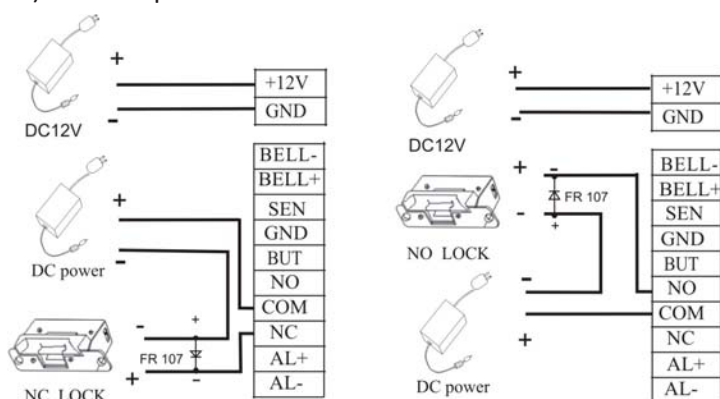 +
+12V
GND
-
DC12V
BELL-
BELL+
SEN
GND
BUT
NO
COM
NC
AL+
AL-
+
DC power
-
-
+
FR 107
+
-
NC LOCK
+
+12V
GND
-
DC12V
BELL-
BELL+
SEN
GND
BUT
NO
COM
NC
AL+
AL-
+
-
FR 107
-
+
NO LOCK
-
+
DC power